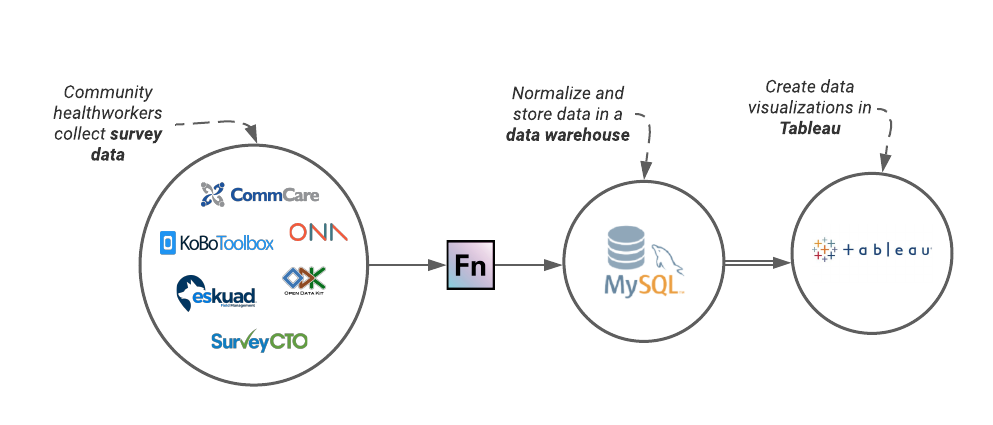 Community
healthworkers
collect survey
data
Normalize and
store data in a
data warehouse
Create data
visualizations in
Tableau
CommCare
KoBoToolbox
ONA
eskuad
Field Management
OPEN DATA KIT
SurveyCTO
Fn
MySQL
+ableau